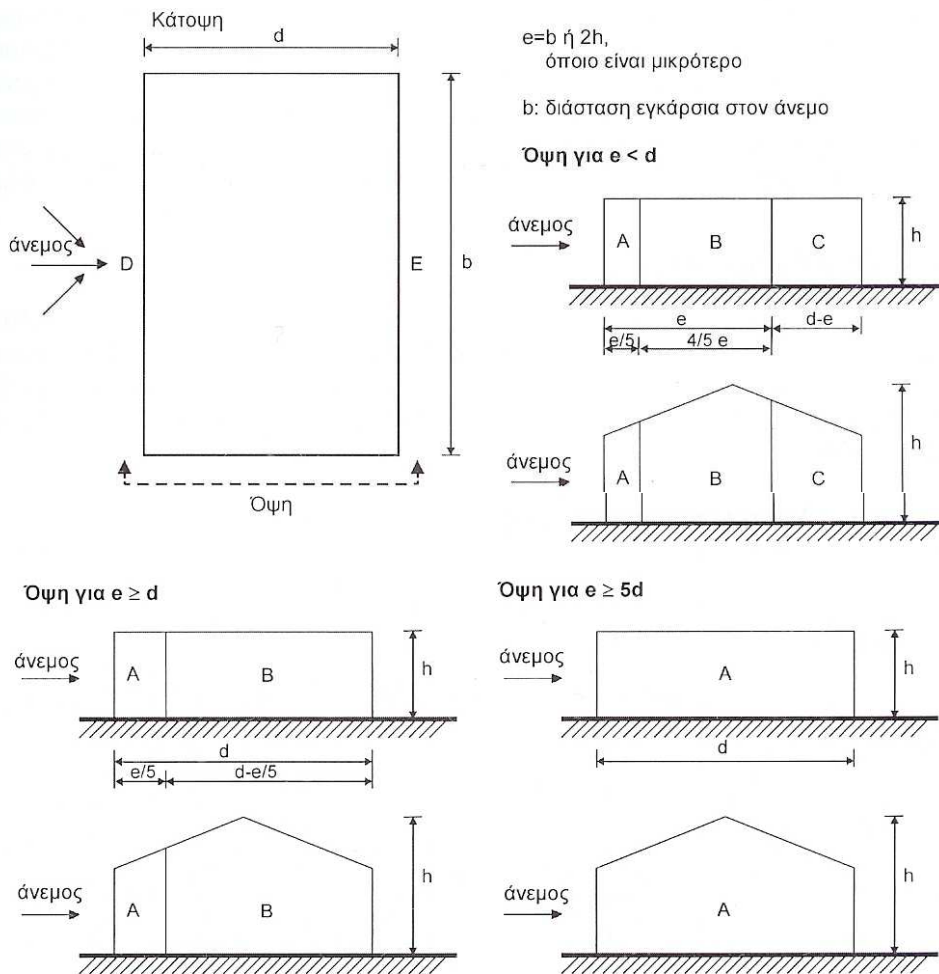 Κάτοψη
d
άνεμος
D
E
b
Όψη
e=b ή 2h,
όποιο είναι μικρότερο
b: διάσταση εγκάρσια στον άνεμο
Όψη για e < d
άνεμος
A
B
C
h
e
d-e
e/5
4/5 e
άνεμος
A
B
C
h
Όψη για e ≥ d
άνεμος
A
B
h
d
e/5
d-e/5
άνεμος
A
B
h
Όψη για e ≥ 5d
άνεμος
A
h
d
άνεμος
A
h